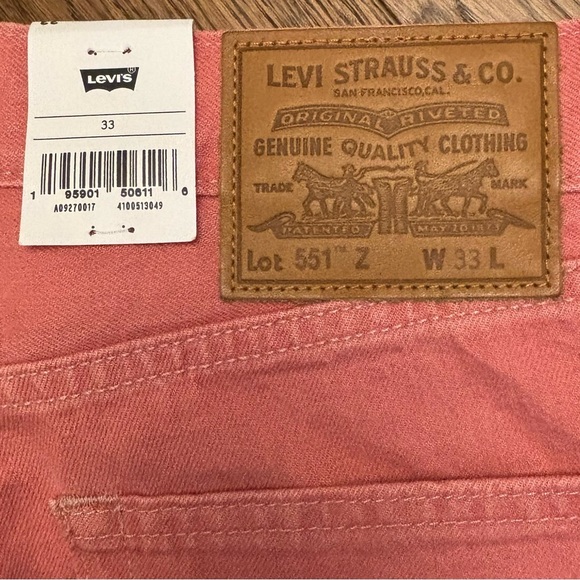 Levi's
33
1 95901 50611 6
A09270017 4100513049
LEVI STRAUSS & CO.
SAN FRANCISCO, CAL.
ORIGINAL RIVETED
GENUINE QUALITY CLOTHING
TRADE MARK
PATENTED MAY 20 1873
Lot 551™ Z W 33 L